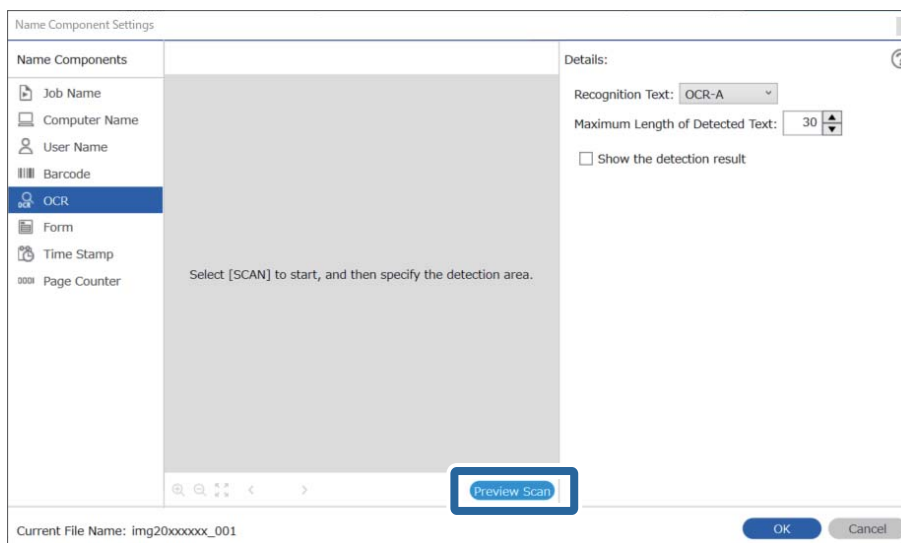 Name Component Settings
Name Components
Job Name
Computer Name
User Name
Barcode
OCR
OCR
Form
Time Stamp
Page Counter
Select [SCAN] to start, and then specify the detection area.
Preview Scan
Details:
Recognition Text: OCR-A
Maximum Length of Detected Text: 30
Show the detection result
Current File Name: img20xxxxxx_001
OK
Cancel